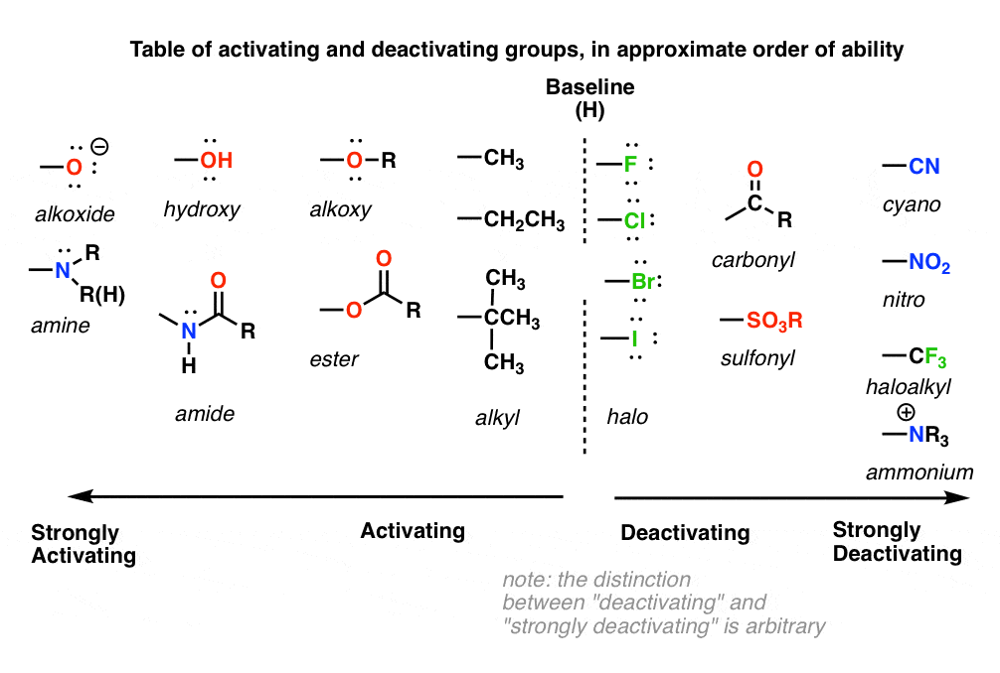 Table of activating and deactivating groups, in approximate order of ability
Baseline
(H)
O
⊖
alkoxide
OH
hydroxy
O R
alkoxy
CH3
CH2CH3
F
Cl
Br
I
halo
O
C
R
carbonyl
CN
cyano
N
R
R(H)
amine
O
N
R
H
amide
O
O
R
ester
CH3
CCH3
CH3
alkyl
SO3R
sulfonyl
NO2
nitro
CF3
haloalkyl
⊕
NR3
ammonium
Strongly
Activating
Activating
Deactivating
Strongly
Deactivating
note: the distinction
between "deactivating" and
"strongly deactivating" is arbitrary